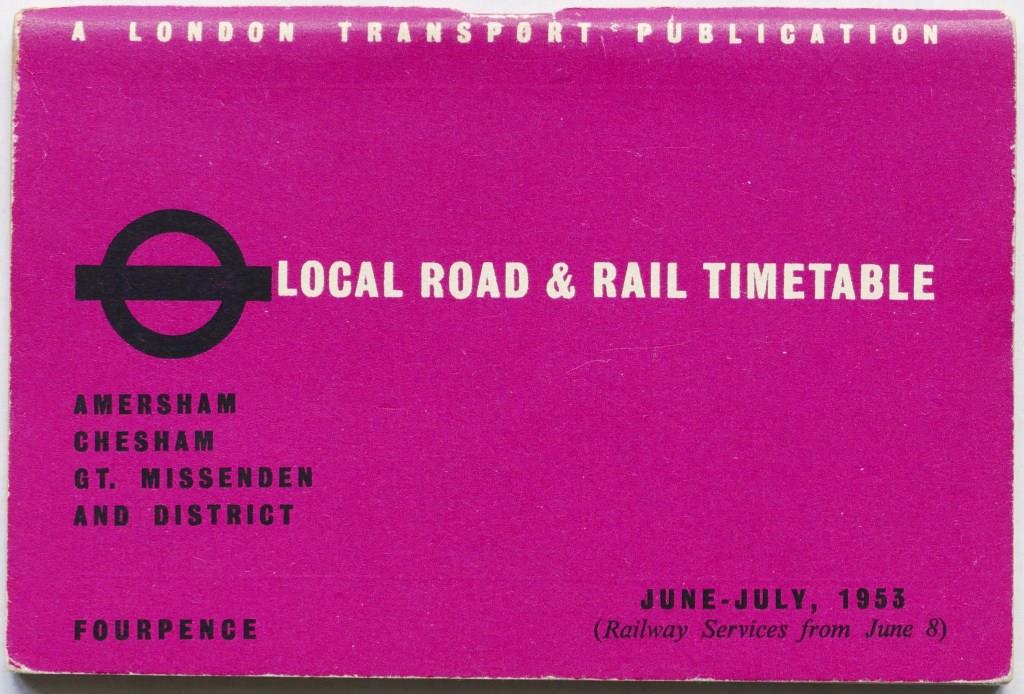 A LONDON TRANSPORT PUBLICATION
LOCAL ROAD & RAIL TIMETABLE
AMERSHAM
CHESHAM
GT. MISSENDEN
AND DISTRICT
FOURPENCE
JUNE-JULY, 1953
(Railway Services from June 8)